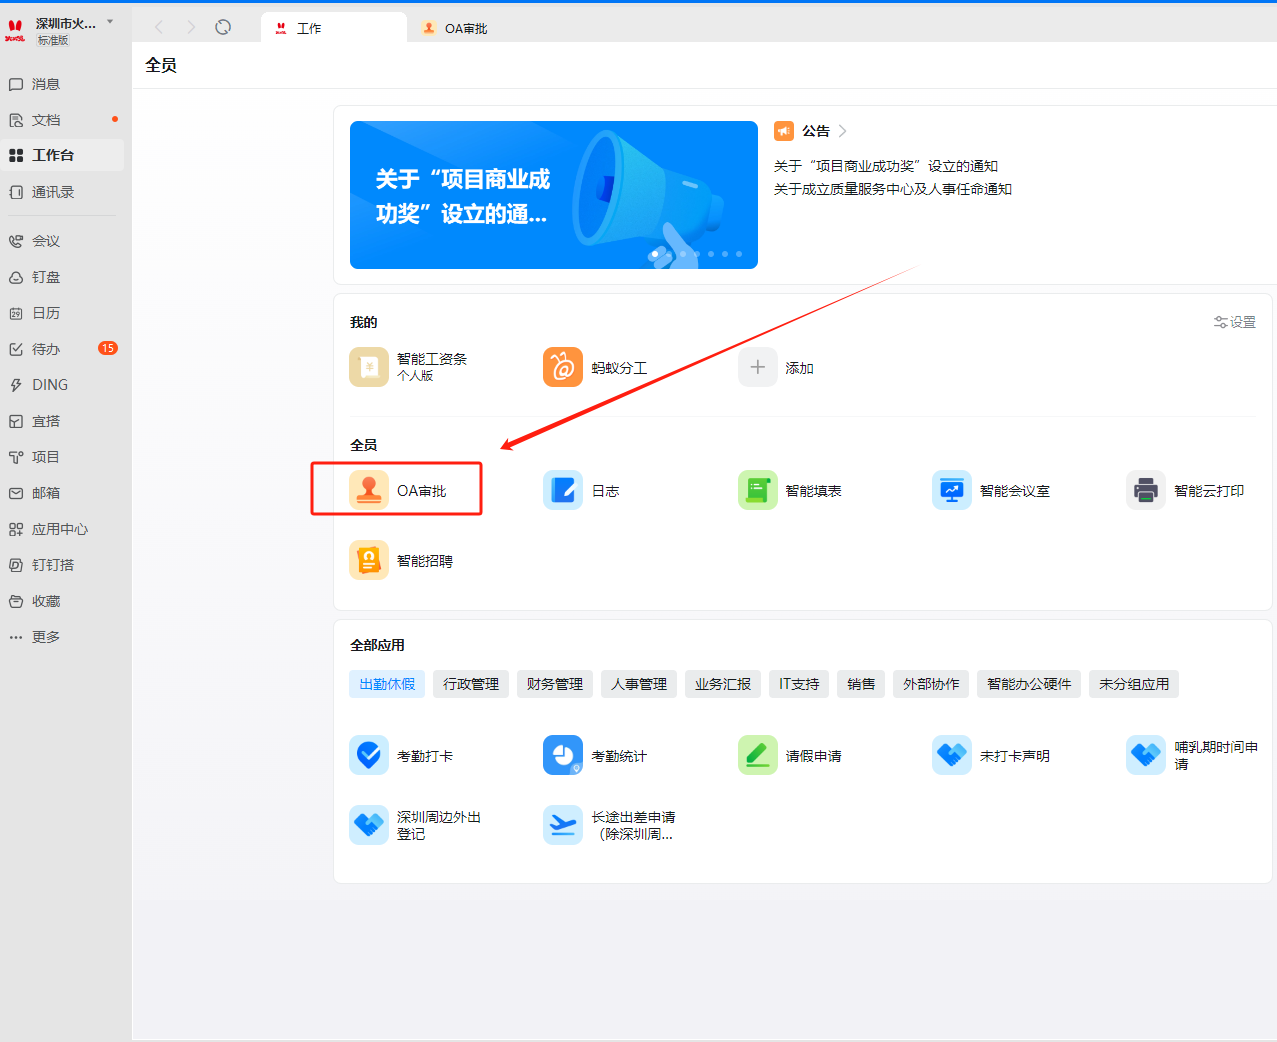 深圳市火...
标准版
工作
OA审批
全员
消息
文档
工作台
通讯录
会议
钉盘
29
日历
待办
15
DING
宜搭
项目
邮箱
应用中心
钉钉搭
收藏
更多
关于“项目商业成
功奖”设立的通...
公告
关于“项目商业成功奖”设立的通知
关于成立质量服务中心及人事任命通知
我的
设置
智能工资条
个人版
蚂蚁分工
添加
全员
OA审批
日志
智能填表
智能会议室
智能云打印
智能招聘
全部应用
出勤休假
行政管理
财务管理
人事管理
业务汇报
IT支持
销售
外部协作
智能办公硬件
未分组应用
考勤打卡
考勤统计
请假申请
未打卡声明
哺乳期时间申
请
深圳周边外出
登记
长途出差申请
（除深圳周...